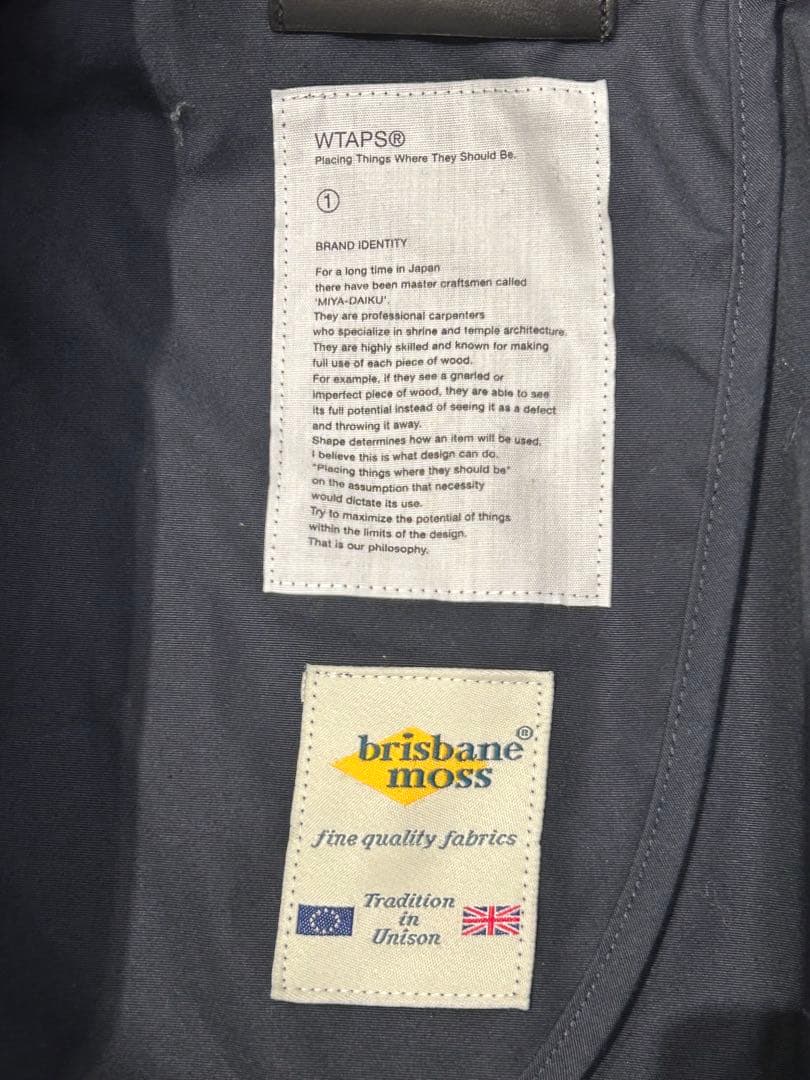 WTAPS®
Placing Things Where They Should Be.
①
BRAND IDENTITY
For a long time in Japan
there have been master craftsmen called
'MIYA-DAIKU'.
They are professional carpenters
who specialize in shrine and temple architecture.
They are highly skilled and known for making
full use of each piece of wood.
For example, if they see a gnarled or
imperfect piece of wood, they are able to see
its full potential instead of seeing it as a defect
and throwing it away.
Shape determines how an item will be used.
I believe this is what design can do.
"Placing things where they should be"
on the assumption that necessity
would dictate its use.
Try to maximize the potential of things
within the limits of the design.
That is our philosophy.
brisbane®
moss
fine quality fabrics
Tradition
in
Unison